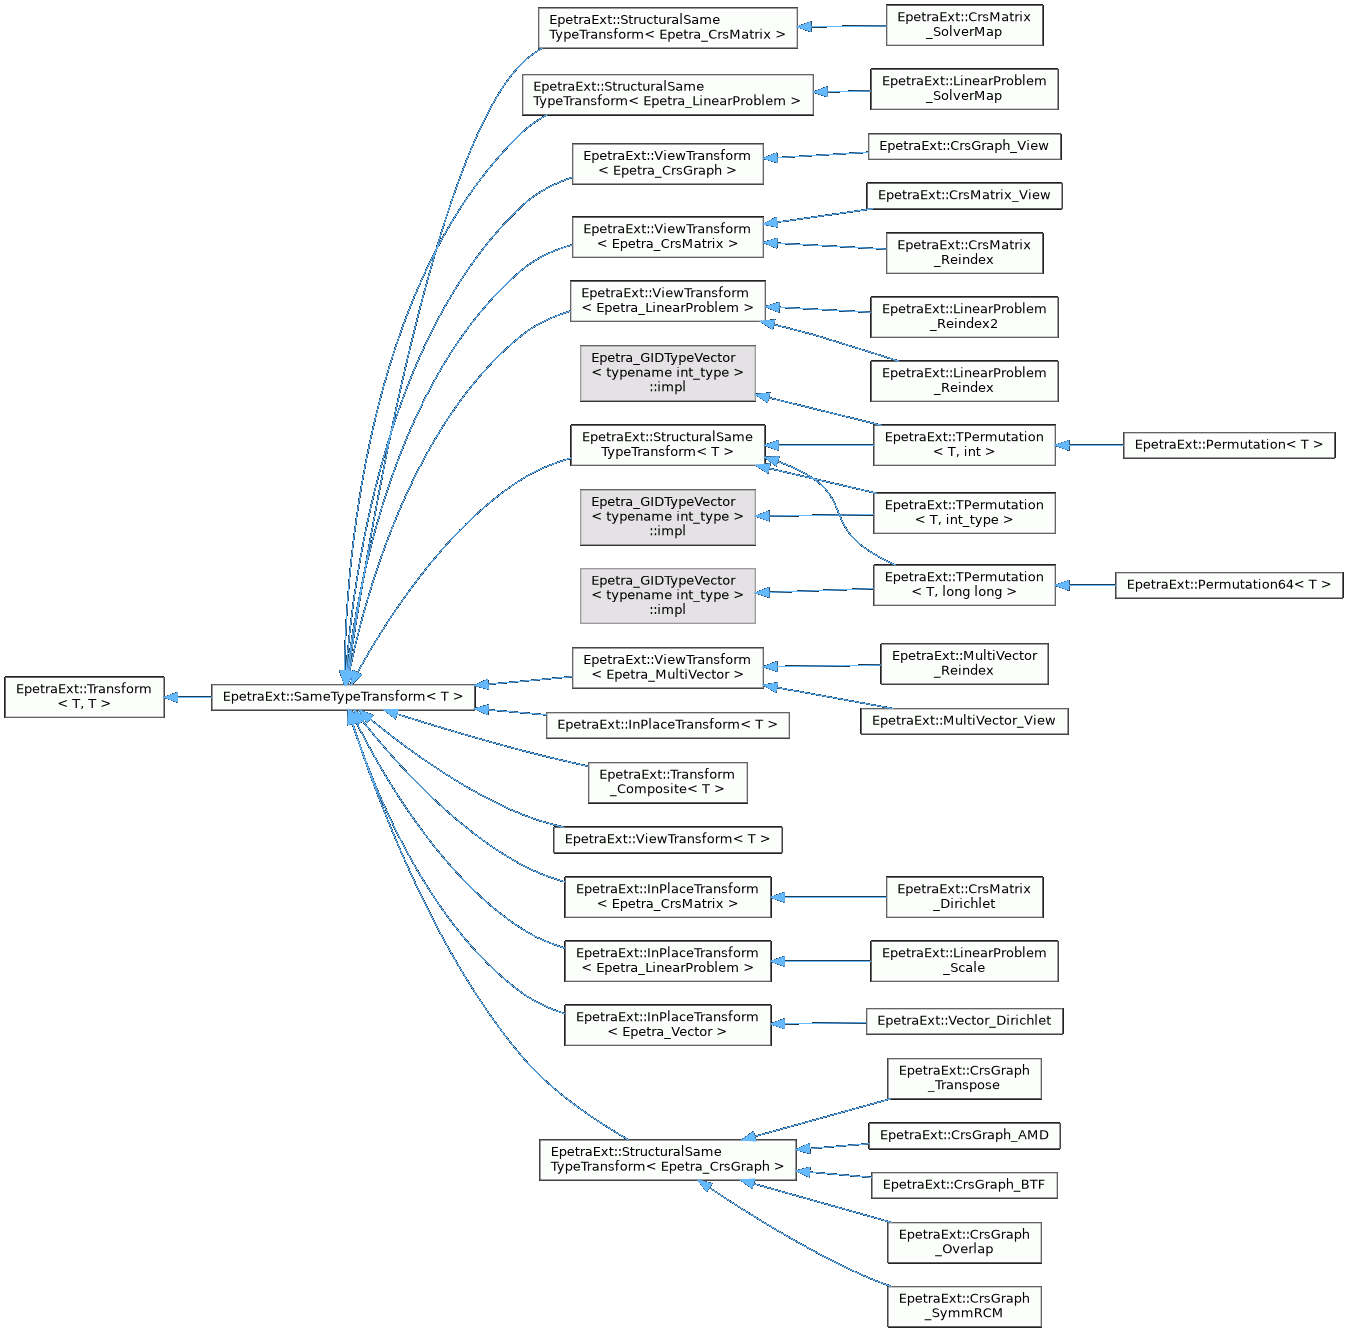 EpetraExt::StructuralSame
TypeTransform< Epetra_CrsMatrix >
EpetraExt::CrsMatrix
_SolverMap
EpetraExt::StructuralSame
TypeTransform< Epetra_LinearProblem >
EpetraExt::LinearProblem
_SolverMap
EpetraExt::ViewTransform
< Epetra_CrsGraph >
EpetraExt::CrsGraph_View
EpetraExt::ViewTransform
< Epetra_CrsMatrix >
EpetraExt::CrsMatrix_View
EpetraExt::CrsMatrix
_Reindex
EpetraExt::ViewTransform
< Epetra_LinearProblem >
EpetraExt::LinearProblem
_Reindex2
EpetraExt::LinearProblem
_Reindex
Epetra_GIDTypeVector
< typename int_type >
::impl
EpetraExt::StructuralSame
TypeTransform< T >
EpetraExt::TPermutation
< T, int >
EpetraExt::Permutation< T >
Epetra_GIDTypeVector
< typename int_type >
::impl
EpetraExt::TPermutation
< T, int_type >
Epetra_GIDTypeVector
< typename int_type >
::impl
EpetraExt::TPermutation
< T, long long >
EpetraExt::Permutation64< T >
EpetraExt::Transform
< T, T >
EpetraExt::SameTypeTransform< T >
EpetraExt::ViewTransform
< Epetra_MultiVector >
EpetraExt::MultiVector
_Reindex
EpetraExt::MultiVector_View
EpetraExt::InPlaceTransform< T >
EpetraExt::Transform
_Composite< T >
EpetraExt::ViewTransform< T >
EpetraExt::InPlaceTransform
< Epetra_CrsMatrix >
EpetraExt::CrsMatrix
_Dirichlet
EpetraExt::InPlaceTransform
< Epetra_LinearProblem >
EpetraExt::LinearProblem
_Scale
EpetraExt::InPlaceTransform
< Epetra_Vector >
EpetraExt::Vector_Dirichlet
EpetraExt::StructuralSame
TypeTransform< Epetra_CrsGraph >
EpetraExt::CrsGraph
_Transpose
EpetraExt::CrsGraph_AMD
EpetraExt::CrsGraph_BTF
EpetraExt::CrsGraph
_Overlap
EpetraExt::CrsGraph
_SymmRCM